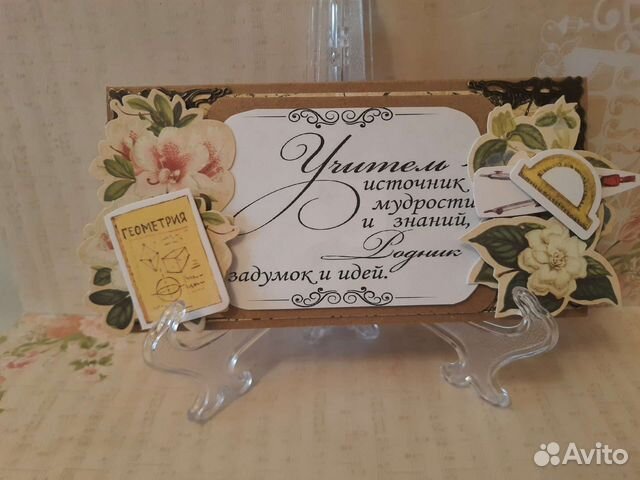 Учитель -
источник
мудрости
и знаний,
Родник
задумок и идей.
ГЕОМЕТРИЯ
Avito